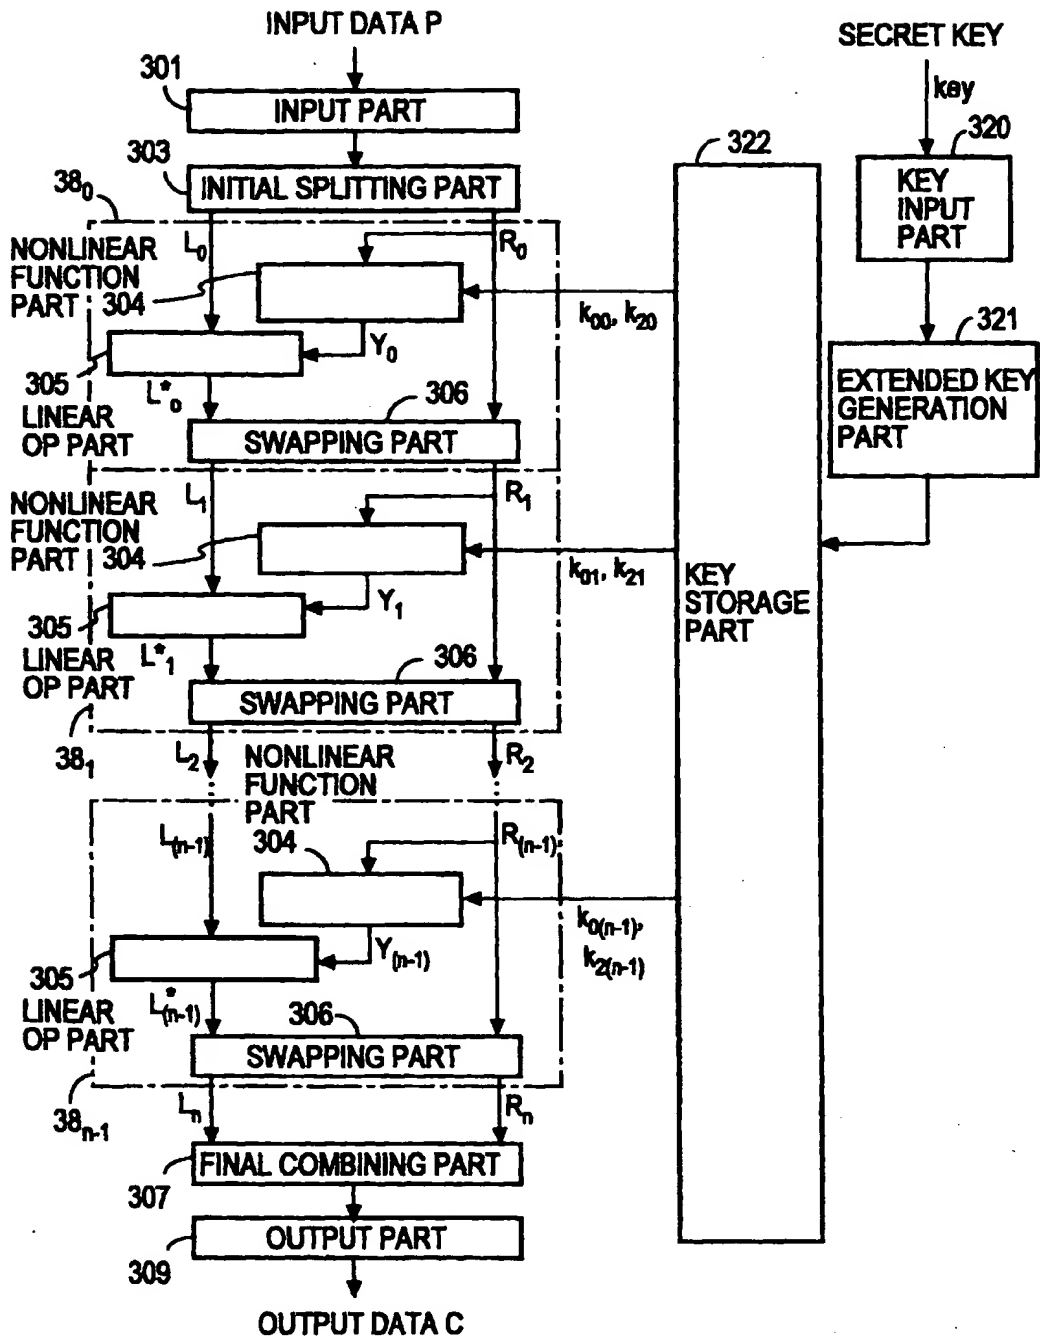 INPUT DATA P
SECRET KEY
key
301
INPUT PART
320
KEY
INPUT
PART
303
INITIAL SPLITTING PART
322
38₀
L₀
R₀
NONLINEAR
FUNCTION
PART 304
k₀₀, k₂₀
321
EXTENDED KEY
GENERATION
PART
Y₀
305
LINEAR
OP PART
L*₀
306
SWAPPING PART
L₁
R₁
NONLINEAR
FUNCTION
PART 304
k₀₁, k₂₁
KEY
STORAGE
PART
Y₁
305
LINEAR
OP PART
L*₁
306
SWAPPING PART
38₁
L₂
R₂
NONLINEAR
FUNCTION
PART
304
L₍n-1₎
R₍n-1₎
k₀₍n-1₎,
k₂₍n-1₎
Y₍n-1₎
305
LINEAR
OP PART
L*₍n-1₎
306
SWAPPING PART
38n-1
Lₙ
Rₙ
FINAL COMBINING PART
307
OUTPUT PART
309
OUTPUT DATA C